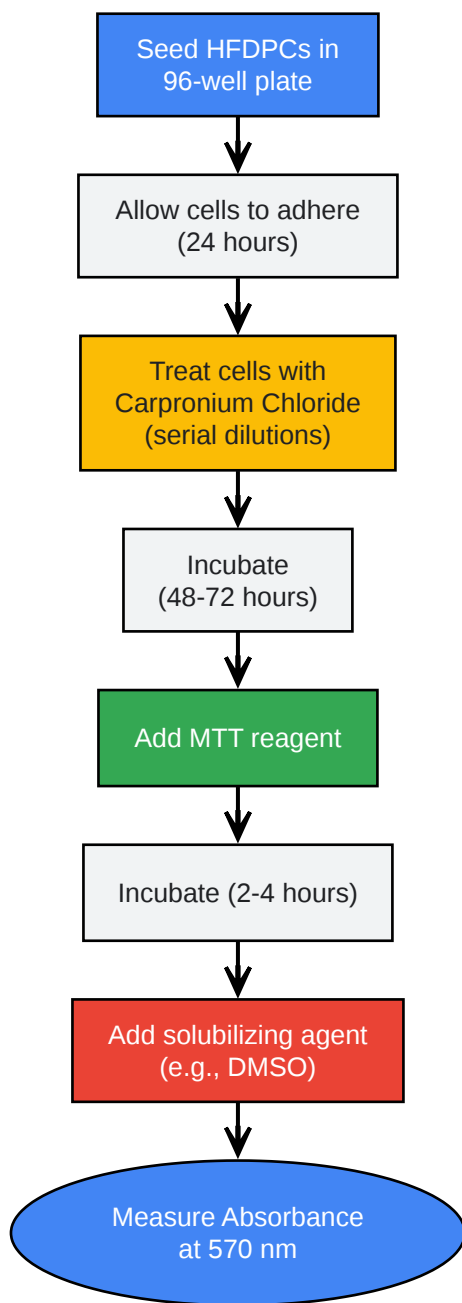 Seed HFDPCs in
96-well plate
Allow cells to adhere
(24 hours)
Treat cells with
Carpronium Chloride
(serial dilutions)
Incubate
(48-72 hours)
Add MTT reagent
Incubate (2-4 hours)
Add solubilizing agent
(e.g., DMSO)
Measure Absorbance
at 570 nm